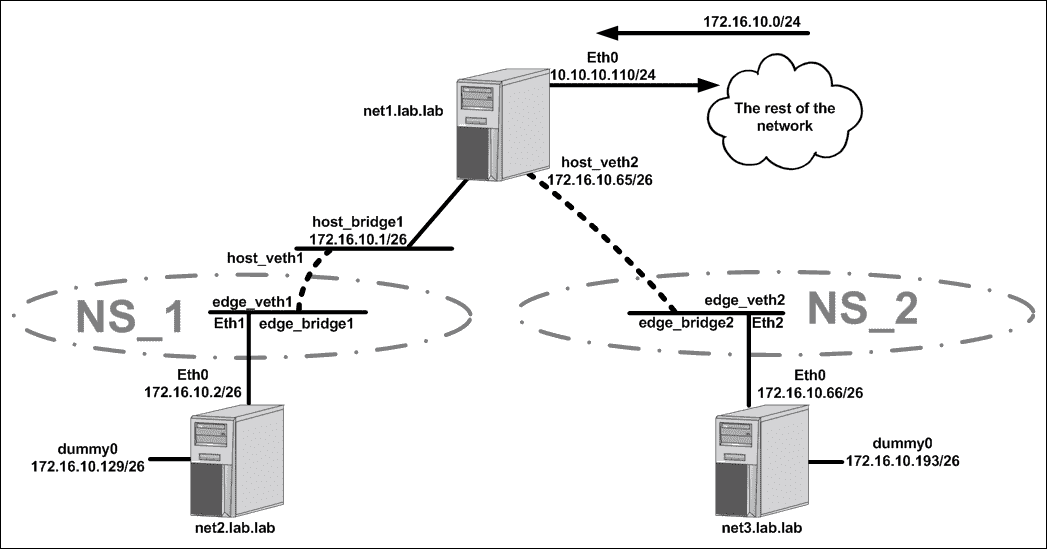 172.16.10.0/24
Eth0
10.10.10.110/24
The rest of the
network
net1.lab.lab
host_veth2
172.16.10.65/26
host_bridge1
172.16.10.1/26
host_veth1
NS_1
edge_veth1
Eth1
edge_bridge1
NS_2
edge_veth2
edge_bridge2
Eth2
Eth0
172.16.10.2/26
Eth0
172.16.10.66/26
dummy0
172.16.10.129/26
dummy0
172.16.10.193/26
net2.lab.lab
net3.lab.lab